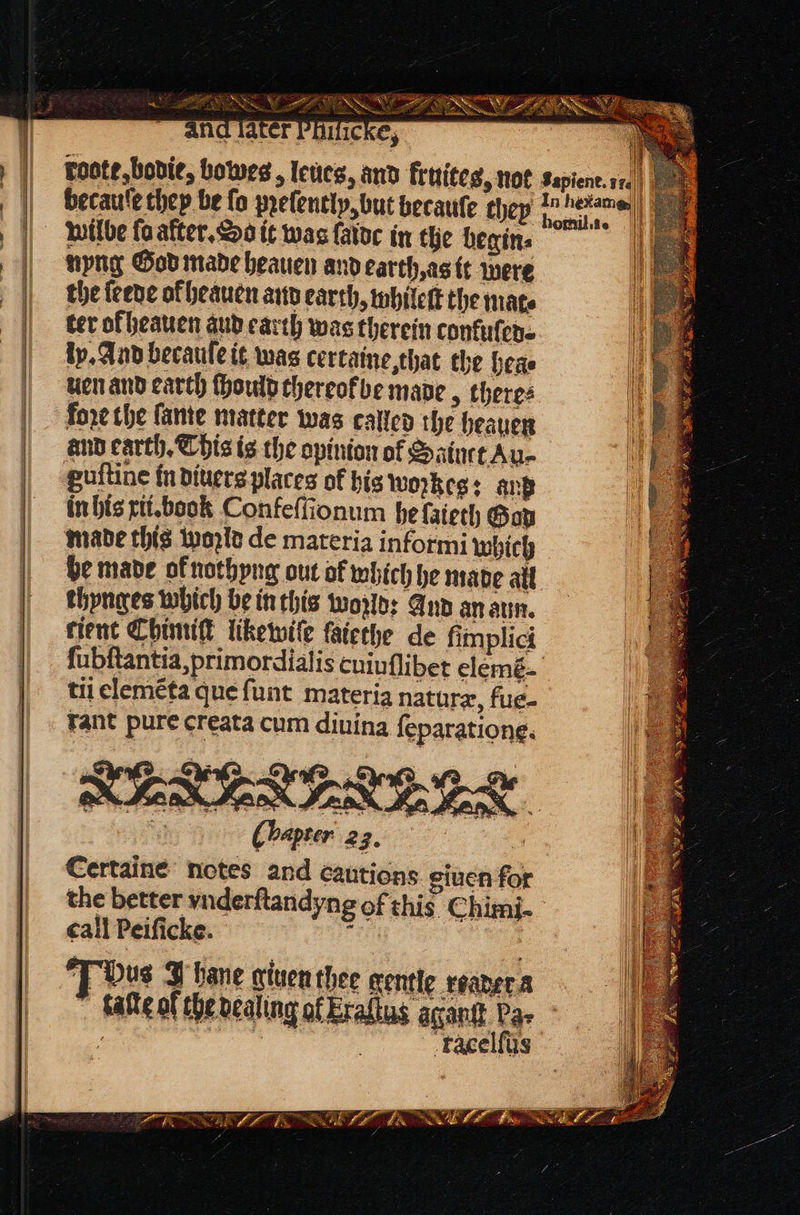 and later Phisicke,
roote,bodie, bowes , leues, and fruites, not
becauſe they be ſo preſently,but becauſe they
wilbe ſo after. So it was ſaide in the begin-
nyng God made heauen and earth,as it were
the ſeede of heauen and earth, whileſt the mate
ter of heauen and earth was therein confuſed-
ly. And becauſe it was certaine,that the hea-
uen and earth ſhould thereof be made , there-
fore the ſame matter was called the heauen
and earth. This is the opinion of Sainct Au-
guſtine in diuers places of his workes: and
in his xii.book Confeſſionum he ſaieth God
made this world de materia informi which
he made of nothyng out of which he made all
thynges which be in this world: And an aun-
cient Chimiſt likewiſe ſaiethe de ſimplici
ſubſtantia,primordialis cuiuſlibet elemē-
tii elemēta que ſunt materia naturæ, fue-
rant pure creata cum diuina ſeparatione.
Sapient. 11.
In hexame
homil.1.
Chapter 23.
Certaine notes and cautions giuen for
the better vnderſtandyng of this Chimi-
call Peiſicke.
Thus I haue giuen thee gentle reader a
taſte of the dealing of Eraſtus aganſt Pa-
racelſus